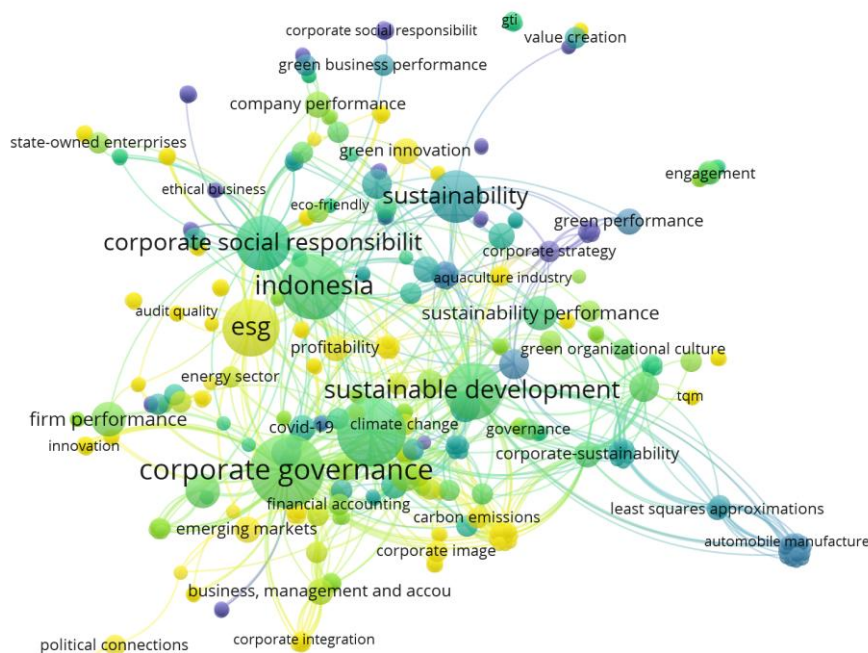 gti
corporate social responsibilit
value creation
green business performance
company performance
state-owned enterprises
green innovation
engagement
ethical business
sustainability
eco-friendly
green performance
corporate social responsibilit
corporate strategy
indonesia
aquaculture industry
audit quality
sustainability performance
esg
profitability
green organizational culture
energy sector
sustainable development
tqm
firm performance
covid-19
climate change
governance
innovation
corporate-sustainability
corporate governance
financial accounting
least squares approximations
emerging markets
carbon emissions
automobile manufacture
corporate image
business, management and accou
political connections
corporate integration